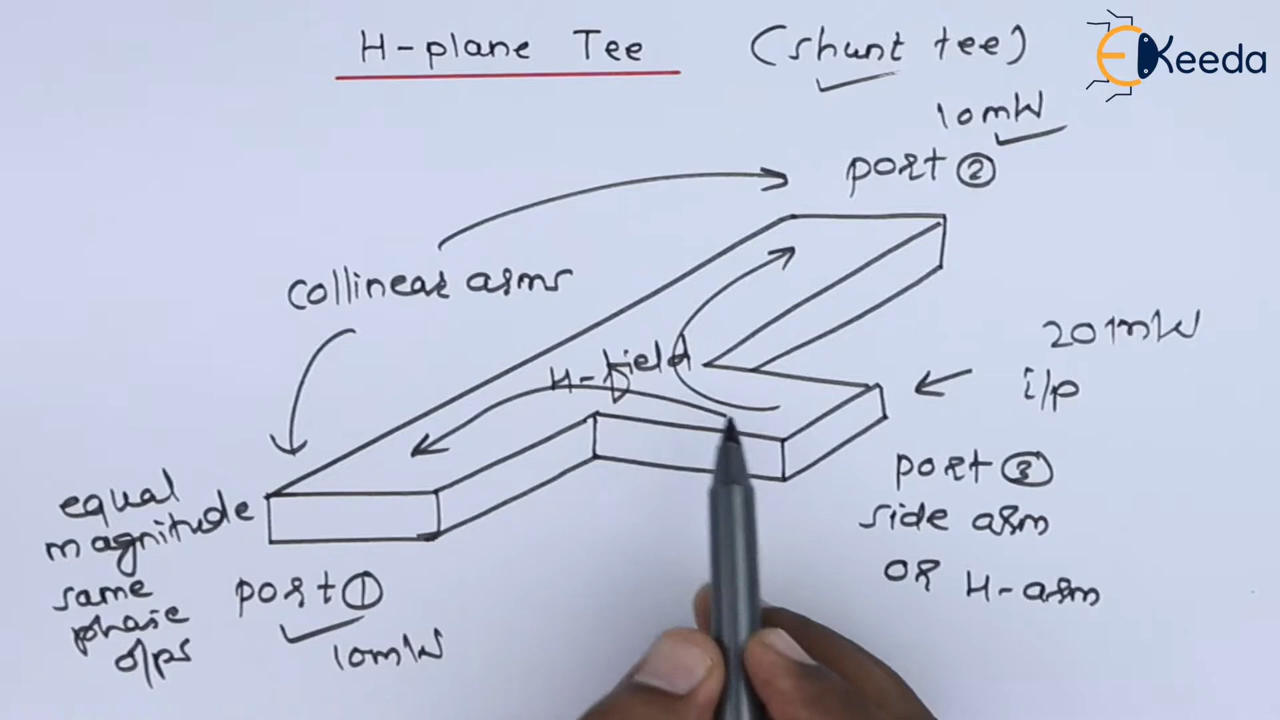 H-plane Tee (shunt tee)
EKeeda
10mW
port ②
collinear arms
H-field
20mW
i/p
port ③
side arm
or H-arm
equal
magnitude
same
phase
o/ps
port ①
10mW